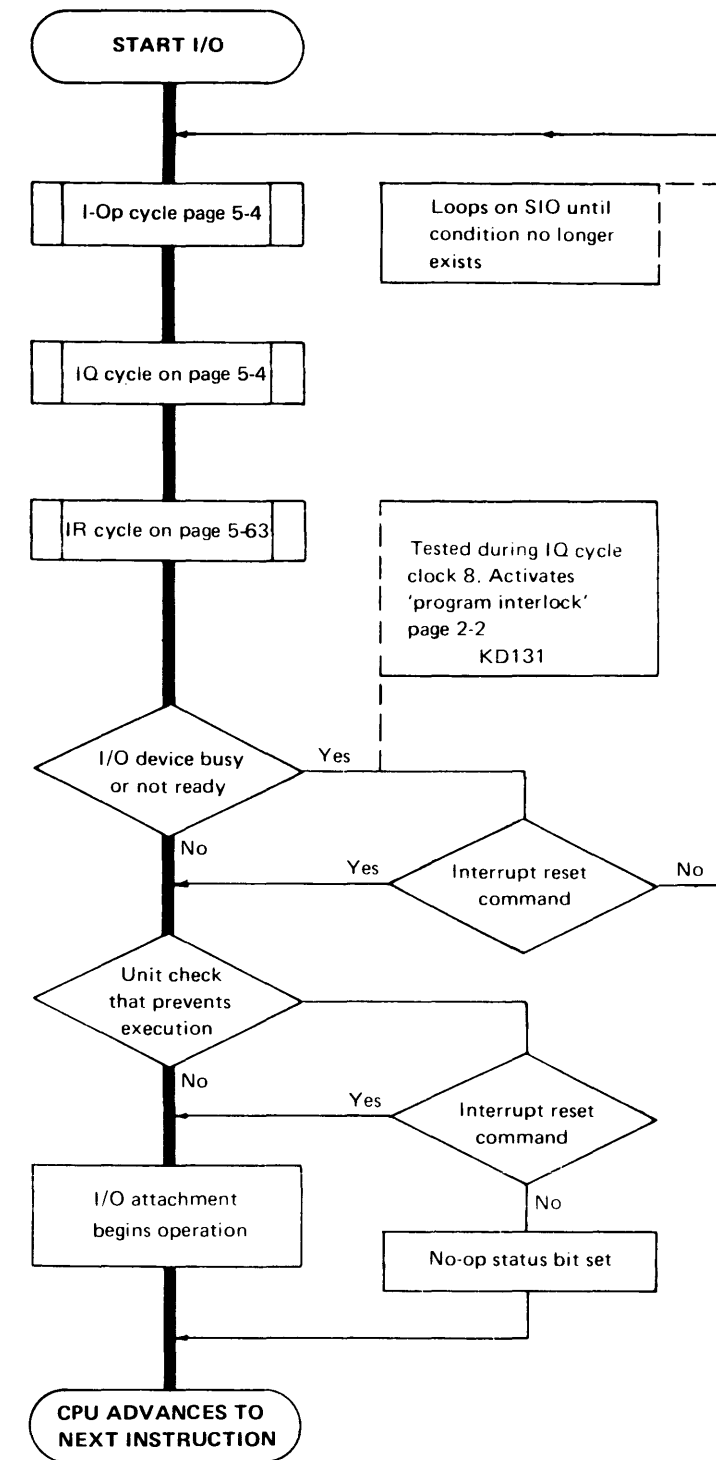 START I/O
I-Op cycle page 5-4
Loops on SIO until
condition no longer
exists
IQ cycle on page 5-4
IR cycle on page 5-63
Tested during IQ cycle
clock 8. Activates
'program interlock'
page 2-2
KD131
I/O device busy
or not ready
Yes
No
Interrupt reset
command
Yes
No
Unit check
that prevents
execution
No
Interrupt reset
command
Yes
No
I/O attachment
begins operation
No-op status bit set
CPU ADVANCES TO
NEXT INSTRUCTION